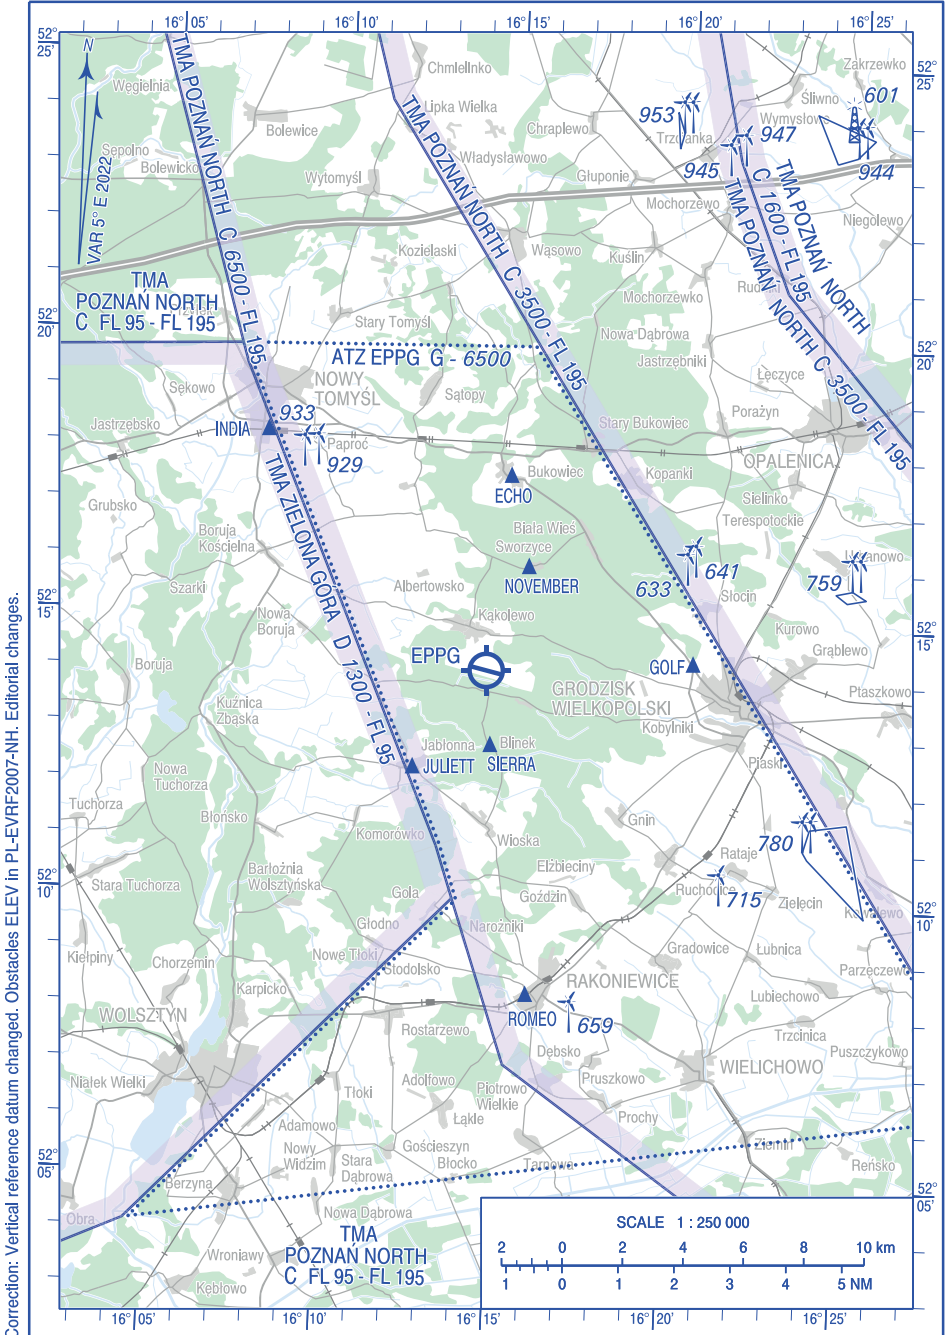 16° 05' 16° 10' 16° 15' 16° 20' 16° 25'
52° 25'
52° 25'
N
VAR 5° E 2022
Węgielnia
Chmielinko
Zakrzewko
Śliwno
601
Bolewice
Lipka Wielka
953
Wymysłowo
Chraplewo
Trzcianka
947
Sępolno
Bolewicko
Władysławowo
945
944
Wytomyśl
Głuponie
Mochorzewo
Niegolewo
TMA POZNAŃ NORTH C 6500 - FL 195
TMA POZNAŃ NORTH C 3500 - FL 195
TMA POZNAŃ NORTH
C 1600 - FL 195
TMA POZNAŃ NORTH C 3500 - FL 195
Kozielaski
Wąsowo
Kuślin
TMA
POZNAŃ NORTH
C FL 95 - FL 195
Mochorzewko
52° 20'
Stary Tomyśl
Nowa Dąbrowa
52° 20'
ATZ EPPG G - 6500
Jastrzębniki
Sękowo
NOWY
TOMYŚL
Sątopy
Łęczyce
Jastrzębsko
INDIA
933
Paproć
929
Stary Bukowiec
Porażyn
OPALENICA
Bukowiec
ECHO
Kopanki
Grubsko
Sielinko
Boruja
Kościelna
Biała Wieś
Terespotockie
Sworzyce
NOVEMBER
Szarki
Albertowsko
633
641
759
52° 15'
Nowa
Boruja
Kąkolewo
Słocin
Kurowo
52° 15'
TMA ZIELONA GÓRA D 1300 - FL 95
Boruja
EPPG
GOLF
Grąblewo
Kuźnica
Zbąska
GRODZISK
WIELKOPOLSKI
Ptaszkowo
Kobylniki
Jabłonna
Blinek
JULIETT
SIERRA
Piaski
Nowa
Tuchorza
Tuchorza
Błońsko
Komorówko
Wioska
Gnin
780
Rataje
52° 10'
Barłożnia
Wolsztyńska
Elżbieciny
Stara Tuchorza
Gola
Goździn
Ruchocice
715
Zielęcin
Kowalewo
52° 10'
Głodno
Narożniki
Kiełpiny
Chorzemin
Nowe Tłoki
Stodolsko
Gradowice
Łubnica
Parzęczewo
Karpicko
RAKONIEWICE
Lubiechowo
WOLSZTYN
ROMEO
659
Rostarzewo
Trzcinica
Dębsko
Puszczykowo
WIELICHOWO
Niałek Wielki
Tłoki
Adolfowo
Piotrowo
Wielkie
Pruszkowo
Łąkle
Prochy
Adamowo
52° 05'
Nowy
Widzim
Gościeszyn
Ziemin
Stara
Dąbrowa
Błocko
Tarnowa
Reńsko
Berzyna
52° 05'
Obra
Nowa Dąbrowa
TMA
POZNAŃ NORTH
C FL 95 - FL 195
Wroniawy
Kębłowo
SCALE 1 : 250 000
2 0 2 4 6 8 10 km
1 0 1 2 3 4 5 NM
16° 05' 16° 10' 16° 15' 16° 20' 16° 25'
Correction: Vertical reference datum changed. Obstacles ELEV in PL-EVRF2007-NH. Editorial changes.